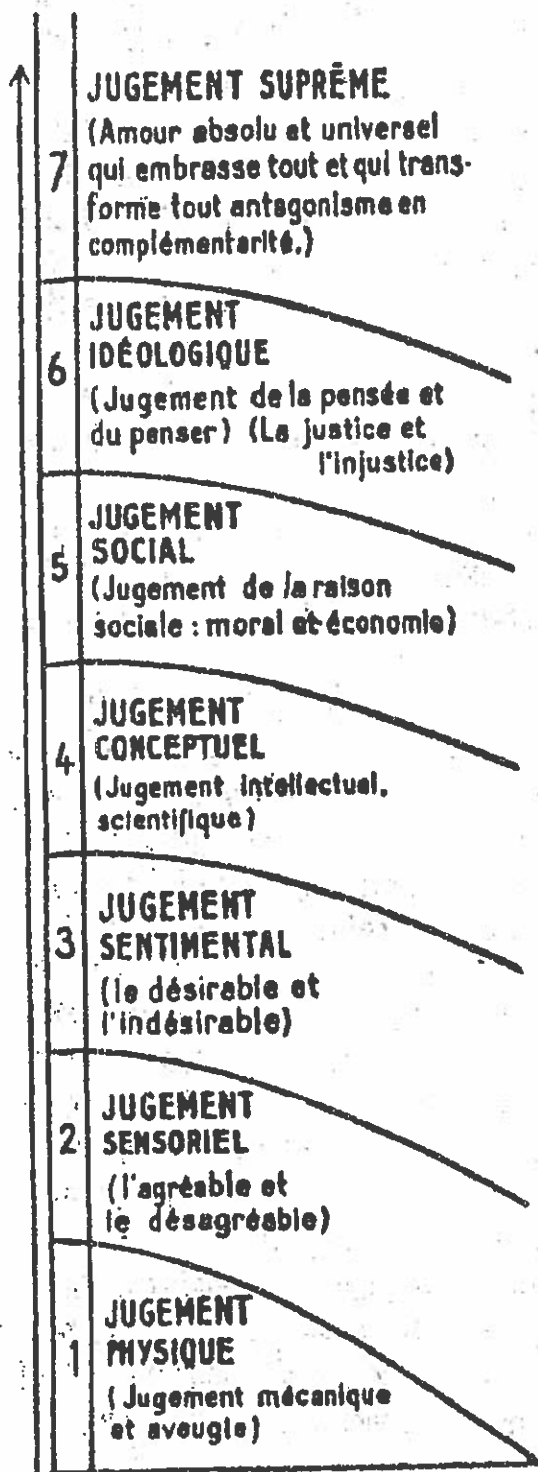 7
JUGEMENT SUPRÊME
(Amour absolu et universel
qui embrasse tout et qui trans-
forme tout antagonisme en
complémentarité.)
6
JUGEMENT
IDÉOLOGIQUE
(Jugement de la pensée et
du penser) (La justice et
l'injustice)
5
JUGEMENT
SOCIAL
(Jugement de la raison
sociale : moral et économie)
4
JUGEMENT
CONCEPTUEL
(Jugement intellectuel,
scientifique)
3
JUGEMENT
SENTIMENTAL
(le désirable et
l'indésirable)
2
JUGEMENT
SENSORIEL
(l'agréable et
le désagréable)
1
JUGEMENT
PHYSIQUE
(Jugement mécanique
et aveugle)